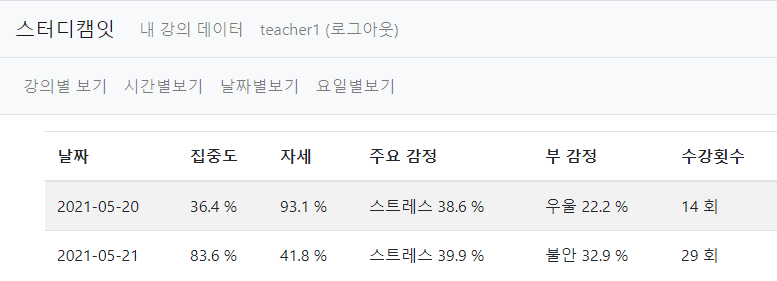 스터디캠잇 내 강의 데이터 teacher1 (로그아웃)
강의별 보기 시간별보기 날짜별보기 요일별보기
날짜 집중도 자세 주요 감정 부 감정 수강횟수
2021-05-20 36.4 % 93.1 % 스트레스 38.6 % 우울 22.2 % 14 회
2021-05-21 83.6 % 41.8 % 스트레스 39.9 % 불안 32.9 % 29 회